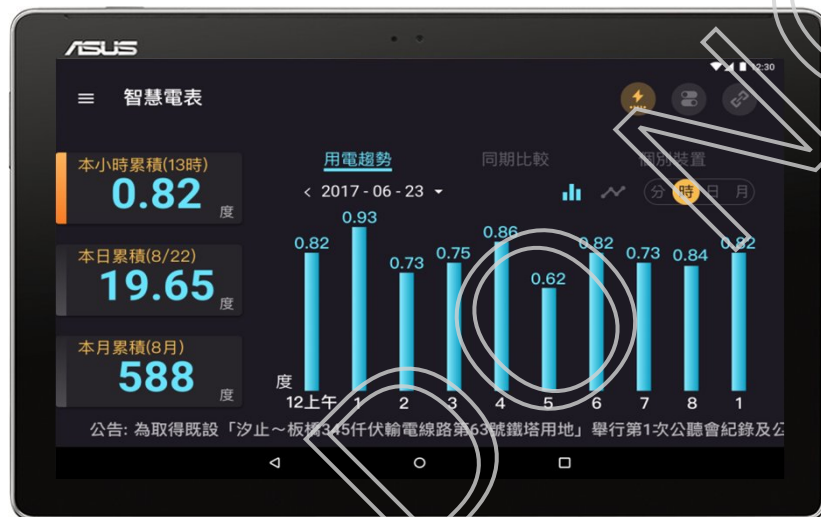 ASUS
12:30
智慧電表
本小時累積(13時)
0.82 度
本日累積(8/22)
19.65 度
本月累積(8月)
588 度
用電趨勢 同期比較 個別裝置
< 2017 - 06 - 23
分 時 日 月
0.82 0.93 0.73 0.75 0.86 0.62 0.82 0.73 0.84 0.82
度
12上午 1 2 3 4 5 6 7 8 1
公告: 為取得既設「汐止～板橋345仟伏輸電線路第63號鐵塔用地」舉行第1次公聽會紀錄及公